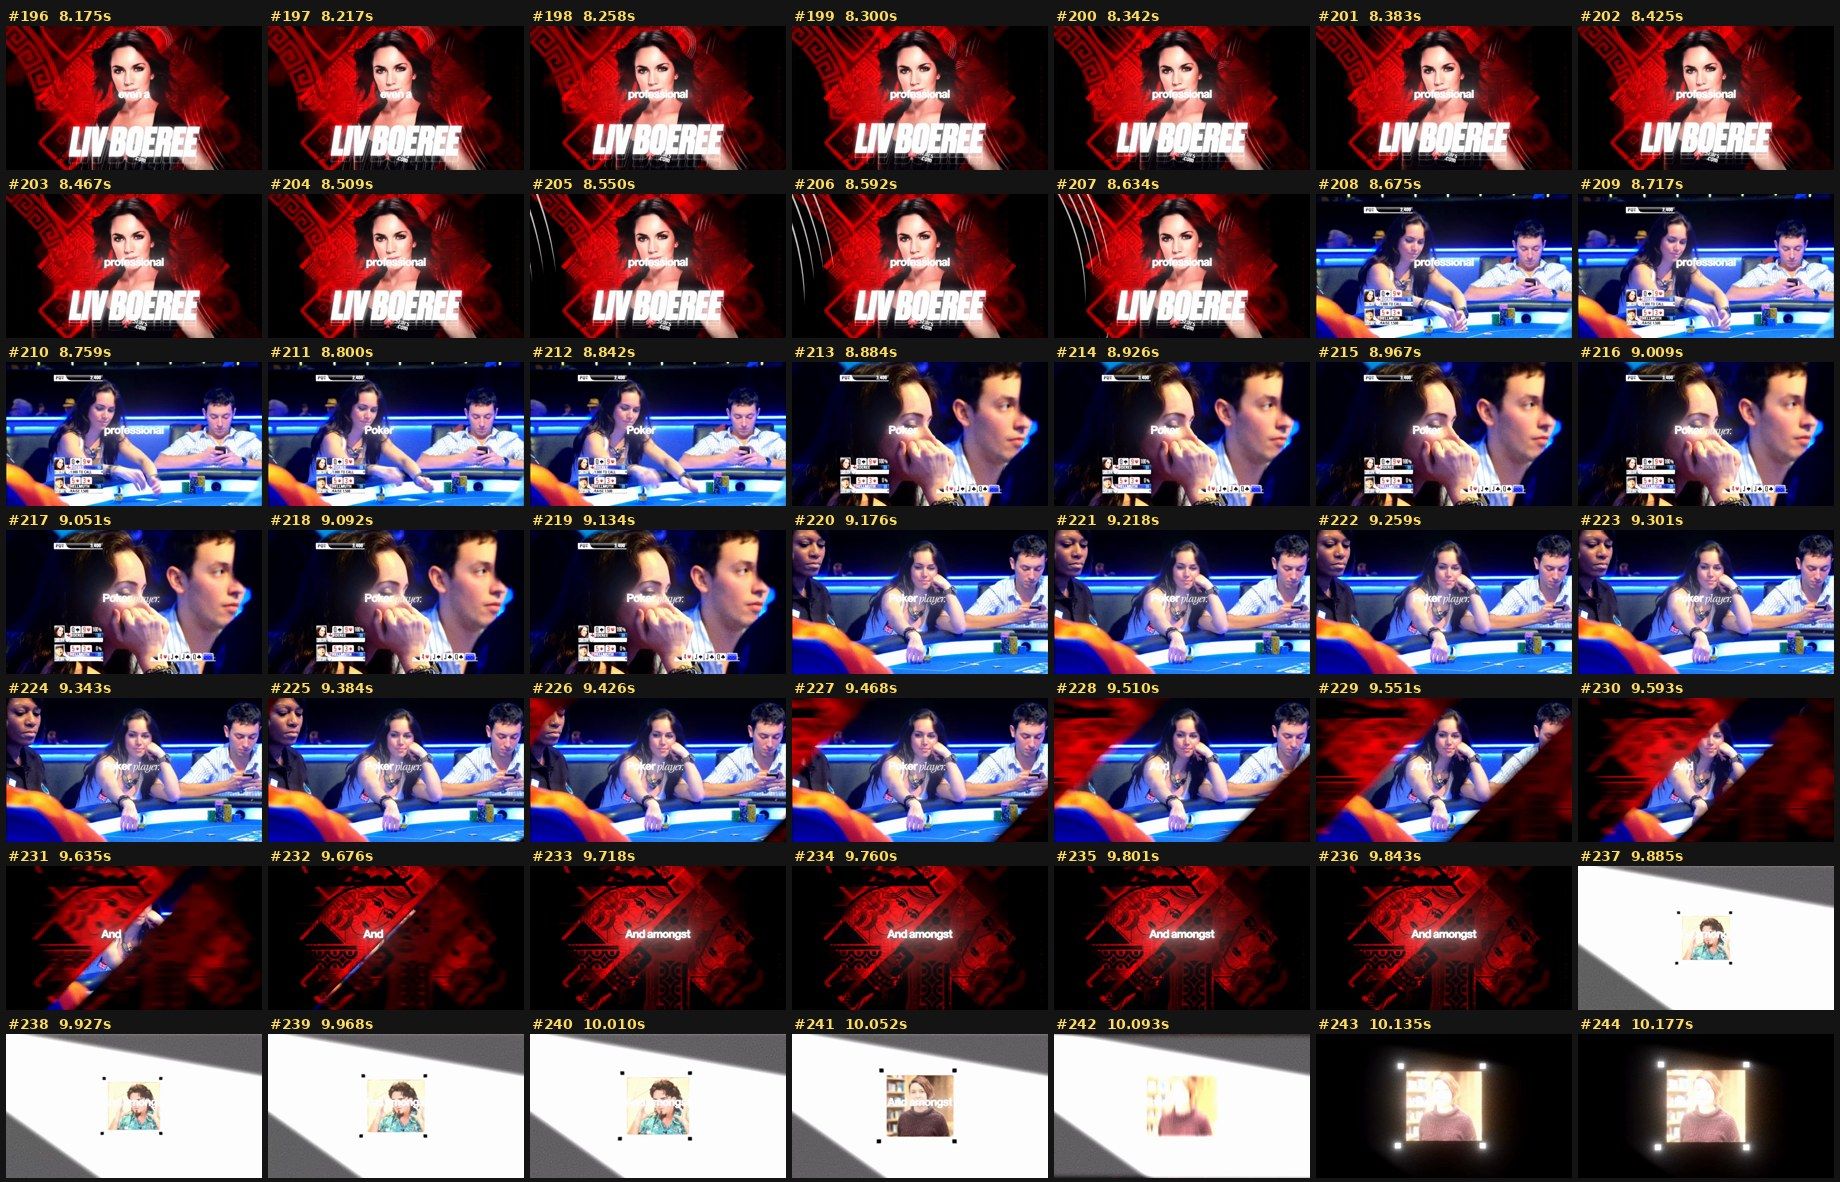 #196 8.175s
#197 8.217s
#198 8.258s
#199 8.300s
#200 8.342s
#201 8.383s
#202 8.425s
even a
even a
professional
professional
professional
professional
professional
LIV BOEREE
LIV BOEREE
LIV BOEREE
LIV BOEREE
LIV BOEREE
LIV BOEREE
LIV BOEREE
#203 8.467s
#204 8.509s
#205 8.550s
#206 8.592s
#207 8.634s
#208 8.675s
#209 8.717s
professional
professional
professional
professional
professional
professional
professional
LIV BOEREE
LIV BOEREE
LIV BOEREE
LIV BOEREE
LIV BOEREE
#210 8.759s
#211 8.800s
#212 8.842s
#213 8.884s
#214 8.926s
#215 8.967s
#216 9.009s
professional
Poker
Poker
Poker
Poker
Poker
Poker player.
#217 9.051s
#218 9.092s
#219 9.134s
#220 9.176s
#221 9.218s
#222 9.259s
#223 9.301s
Poker player.
Poker player.
Poker player.
Poker player.
Poker player.
Poker player.
Poker player.
#224 9.343s
#225 9.384s
#226 9.426s
#227 9.468s
#228 9.510s
#229 9.551s
#230 9.593s
Poker player.
Poker player.
Poker player.
Poker player.
And
And
And
#231 9.635s
#232 9.676s
#233 9.718s
#234 9.760s
#235 9.801s
#236 9.843s
#237 9.885s
And
And
And amongst
And amongst
And amongst
And amongst
#238 9.927s
#239 9.968s
#240 10.010s
#241 10.052s
#242 10.093s
#243 10.135s
#244 10.177s
And amongst